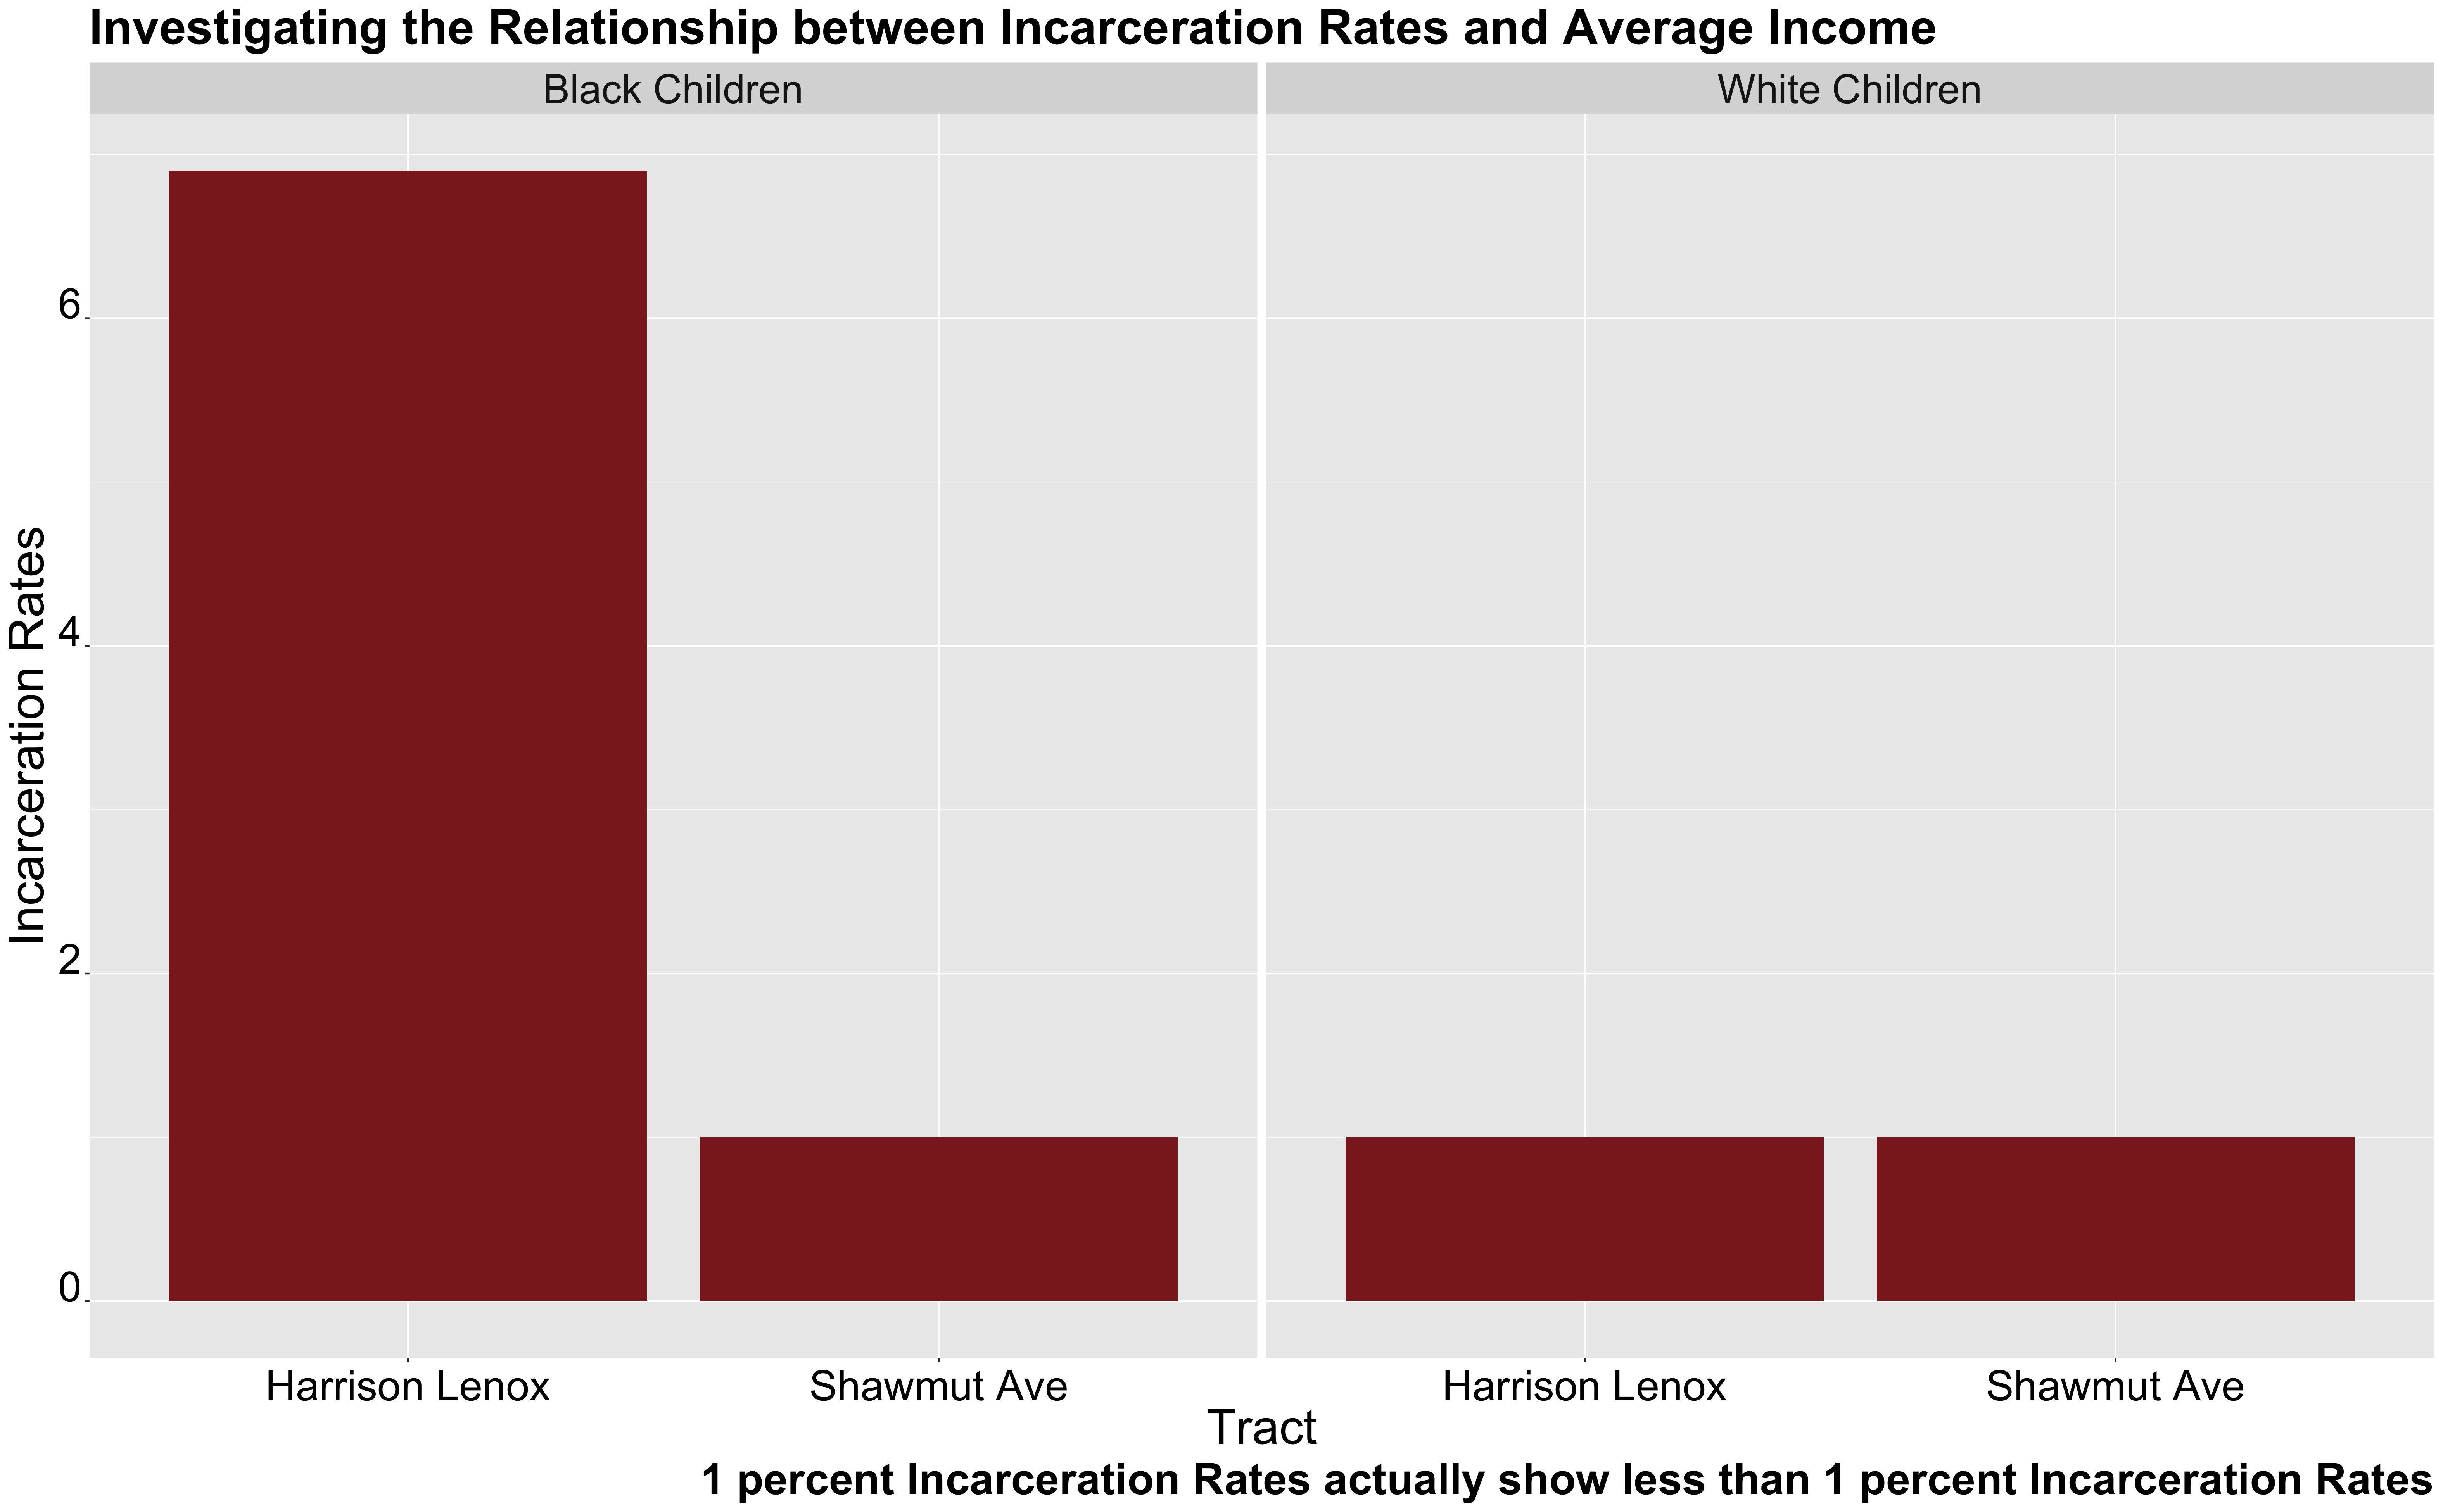 Investigating the Relationship between Incarceration Rates and Average Income
Black Children
White Children
Incarceration Rates
6
4
2
0
Harrison Lenox
Shawmut Ave
Harrison Lenox
Shawmut Ave
Tract
1 percent Incarceration Rates actually show less than 1 percent Incarceration Rates